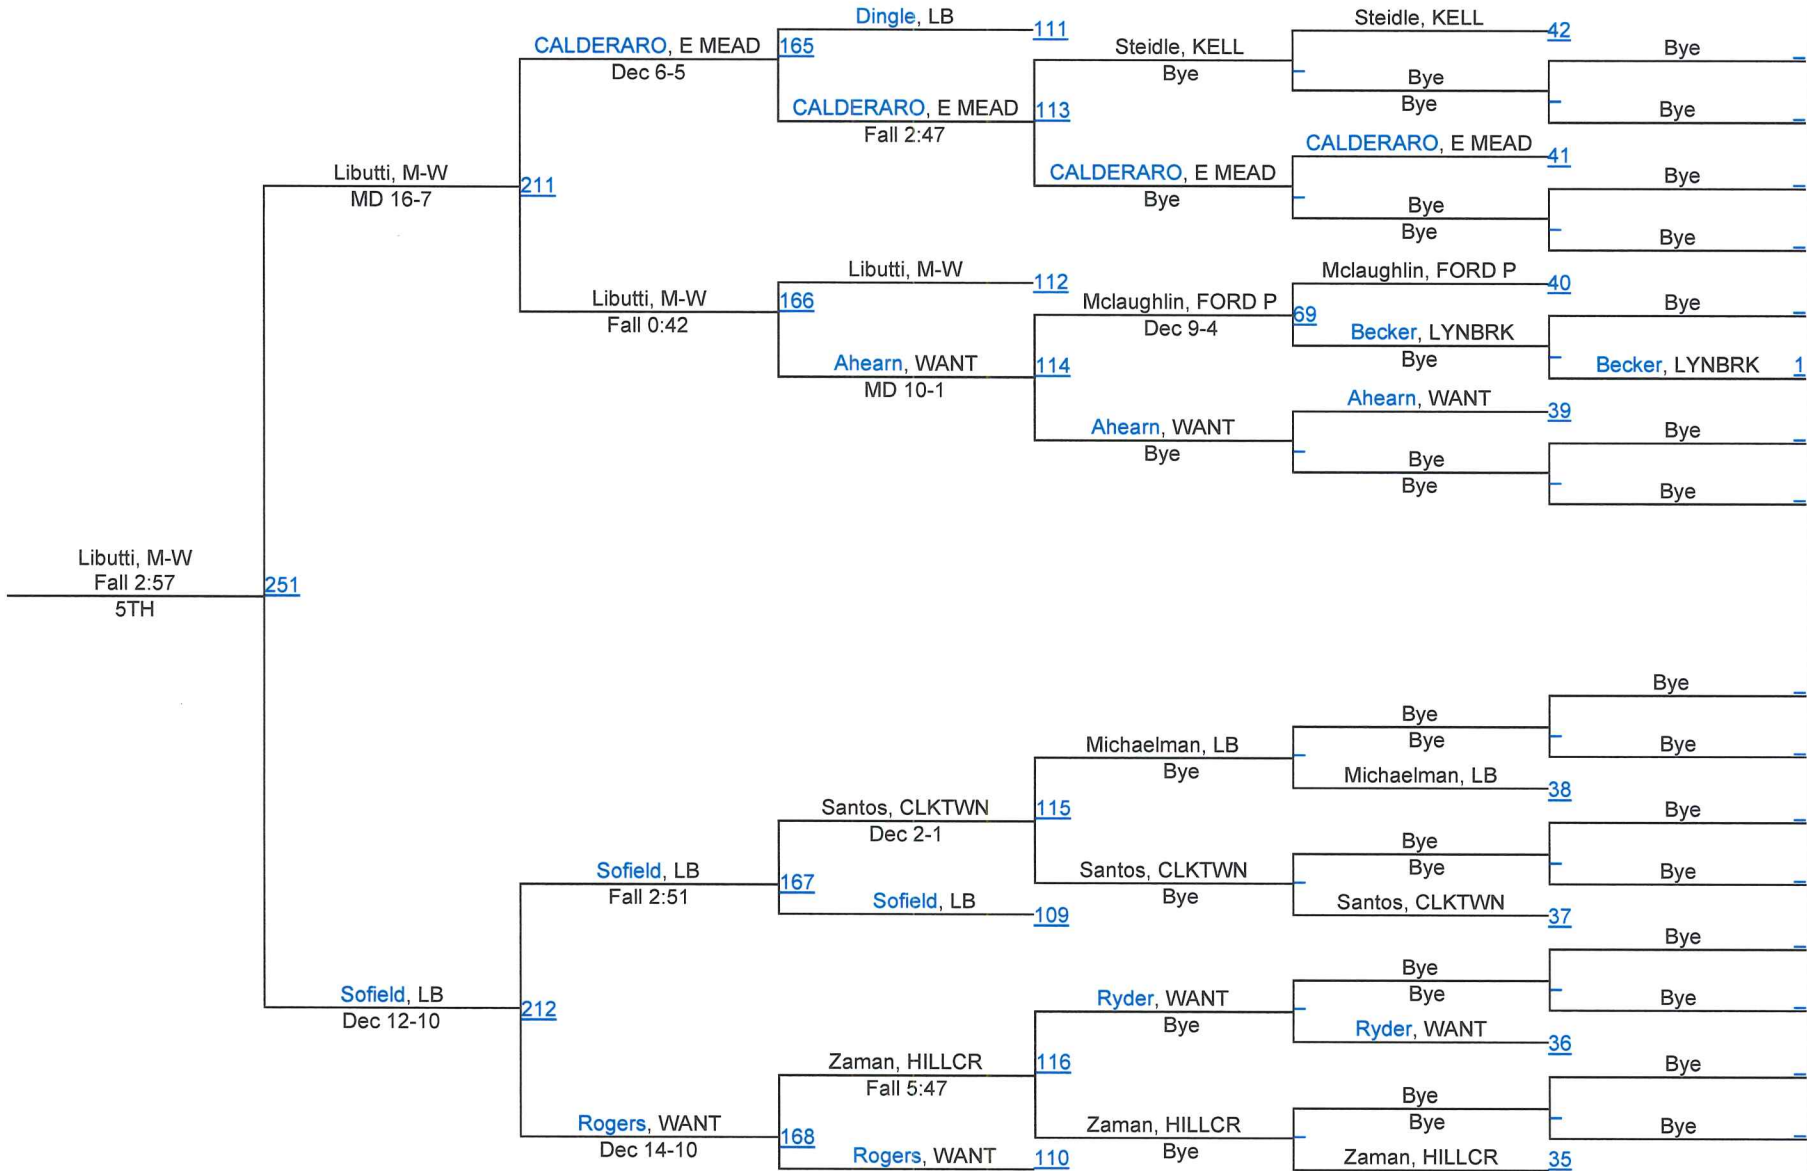 Dingle, LB
111
Steidle, KELL
42
CALDERARO, E MEAD
165
Steidle, KELL
Bye
Bye
Dec 6-5
Bye
Bye
Bye
CALDERARO, E MEAD
113
Bye
Fall 2:47
CALDERARO, E MEAD
41
Libutti, M-W
211
CALDERARO, E MEAD
Bye
MD 16-7
Bye
Bye
Bye
Bye
Libutti, M-W
112
Mclaughlin, FORD P
40
Libutti, M-W
166
Mclaughlin, FORD P
69
Bye
Fall 0:42
Dec 9-4
Becker, LYNBRK
Bye
Ahearn, WANT
114
Becker, LYNBRK
1
MD 10-1
Ahearn, WANT
39
Ahearn, WANT
Bye
Bye
Bye
Bye
Bye
Libutti, M-W
Fall 2:57
251
5TH
Bye
Bye
Bye
Michaelman, LB
Bye
Bye
Michaelman, LB
38
Santos, CLKTWN
115
Bye
Dec 2-1
Bye
Bye
Sofield, LB
167
Santos, CLKTWN
Bye
Fall 2:51
Bye
Sofield, LB
109
Santos, CLKTWN
37
Bye
Bye
Bye
Sofield, LB
212
Ryder, WANT
Bye
Dec 12-10
Bye
Ryder, WANT
36
Zaman, HILLCR
116
Bye
Fall 5:47
Bye
Bye
Rogers, WANT
168
Zaman, HILLCR
Bye
Dec 14-10
Bye
Rogers, WANT
110
Zaman, HILLCR
35